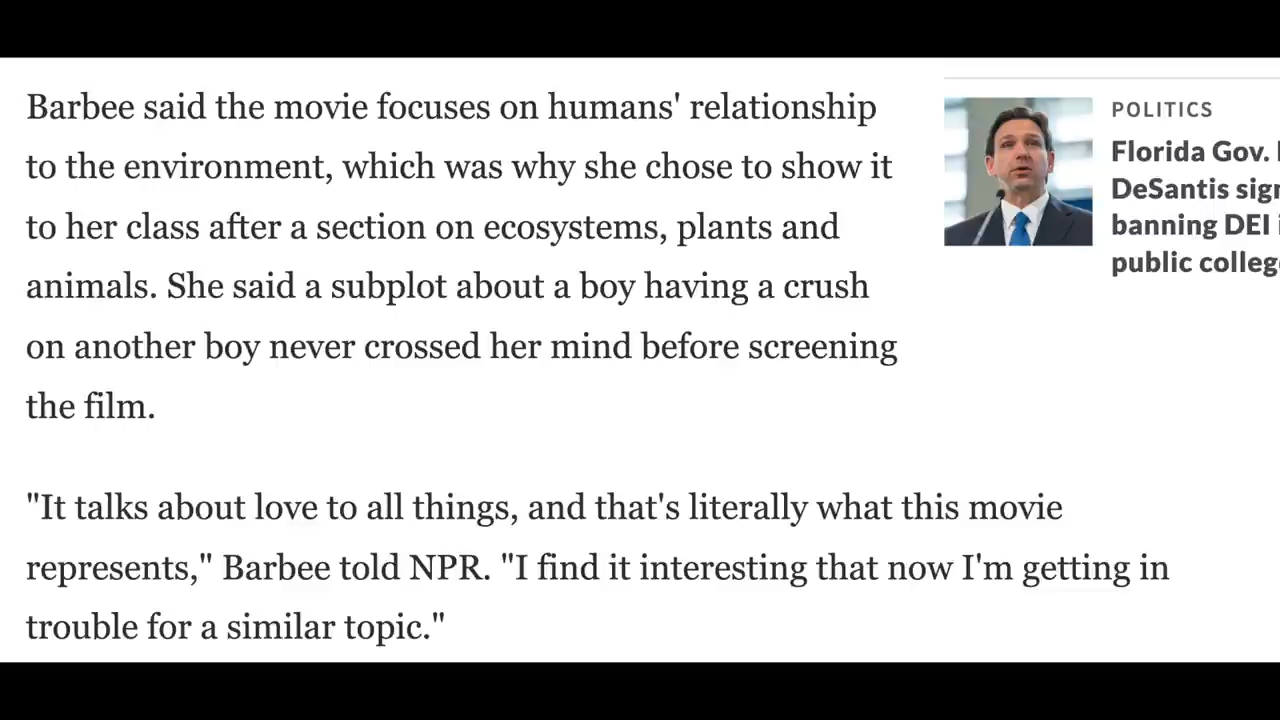 Barbee said the movie focuses on humans' relationship
to the environment, which was why she chose to show it
to her class after a section on ecosystems, plants and
animals. She said a subplot about a boy having a crush
on another boy never crossed her mind before screening
the film.
"It talks about love to all things, and that's literally what this movie
represents," Barbee told NPR. "I find it interesting that now I'm getting in
trouble for a similar topic."
POLITICS
Florida Gov.
DeSantis
banning DEI
public